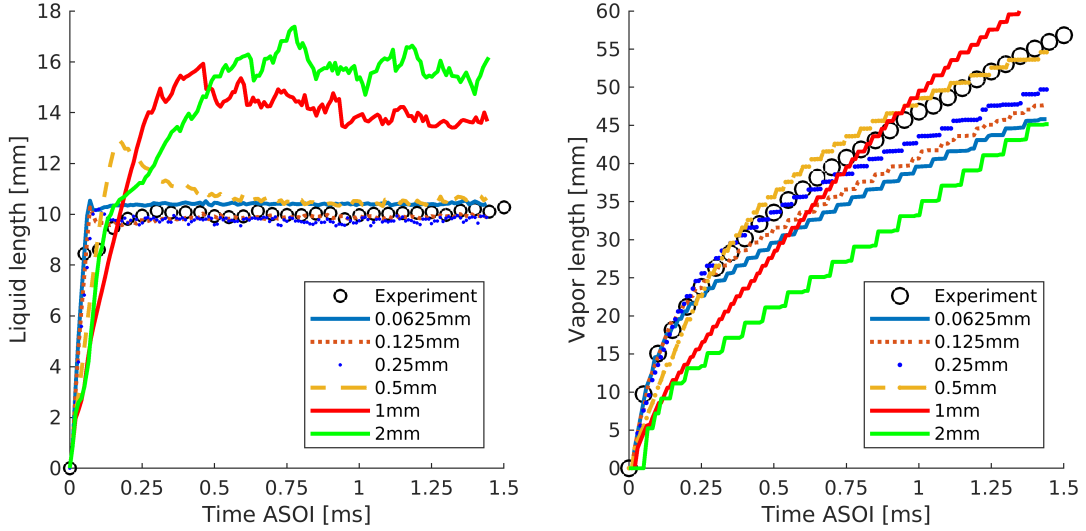 18
16
14
12
10
8
6
4
2
0
Liquid length [mm]
0
0.25
0.5
0.75
1
1.25
1.5
Time ASOI [ms]
Experiment
0.0625mm
0.125mm
0.25mm
0.5mm
1mm
2mm
60
55
50
45
40
35
30
25
20
15
10
5
0
Vapor length [mm]
0
0.25
0.5
0.75
1
1.25
1.5
Time ASOI [ms]
Experiment
0.0625mm
0.125mm
0.25mm
0.5mm
1mm
2mm